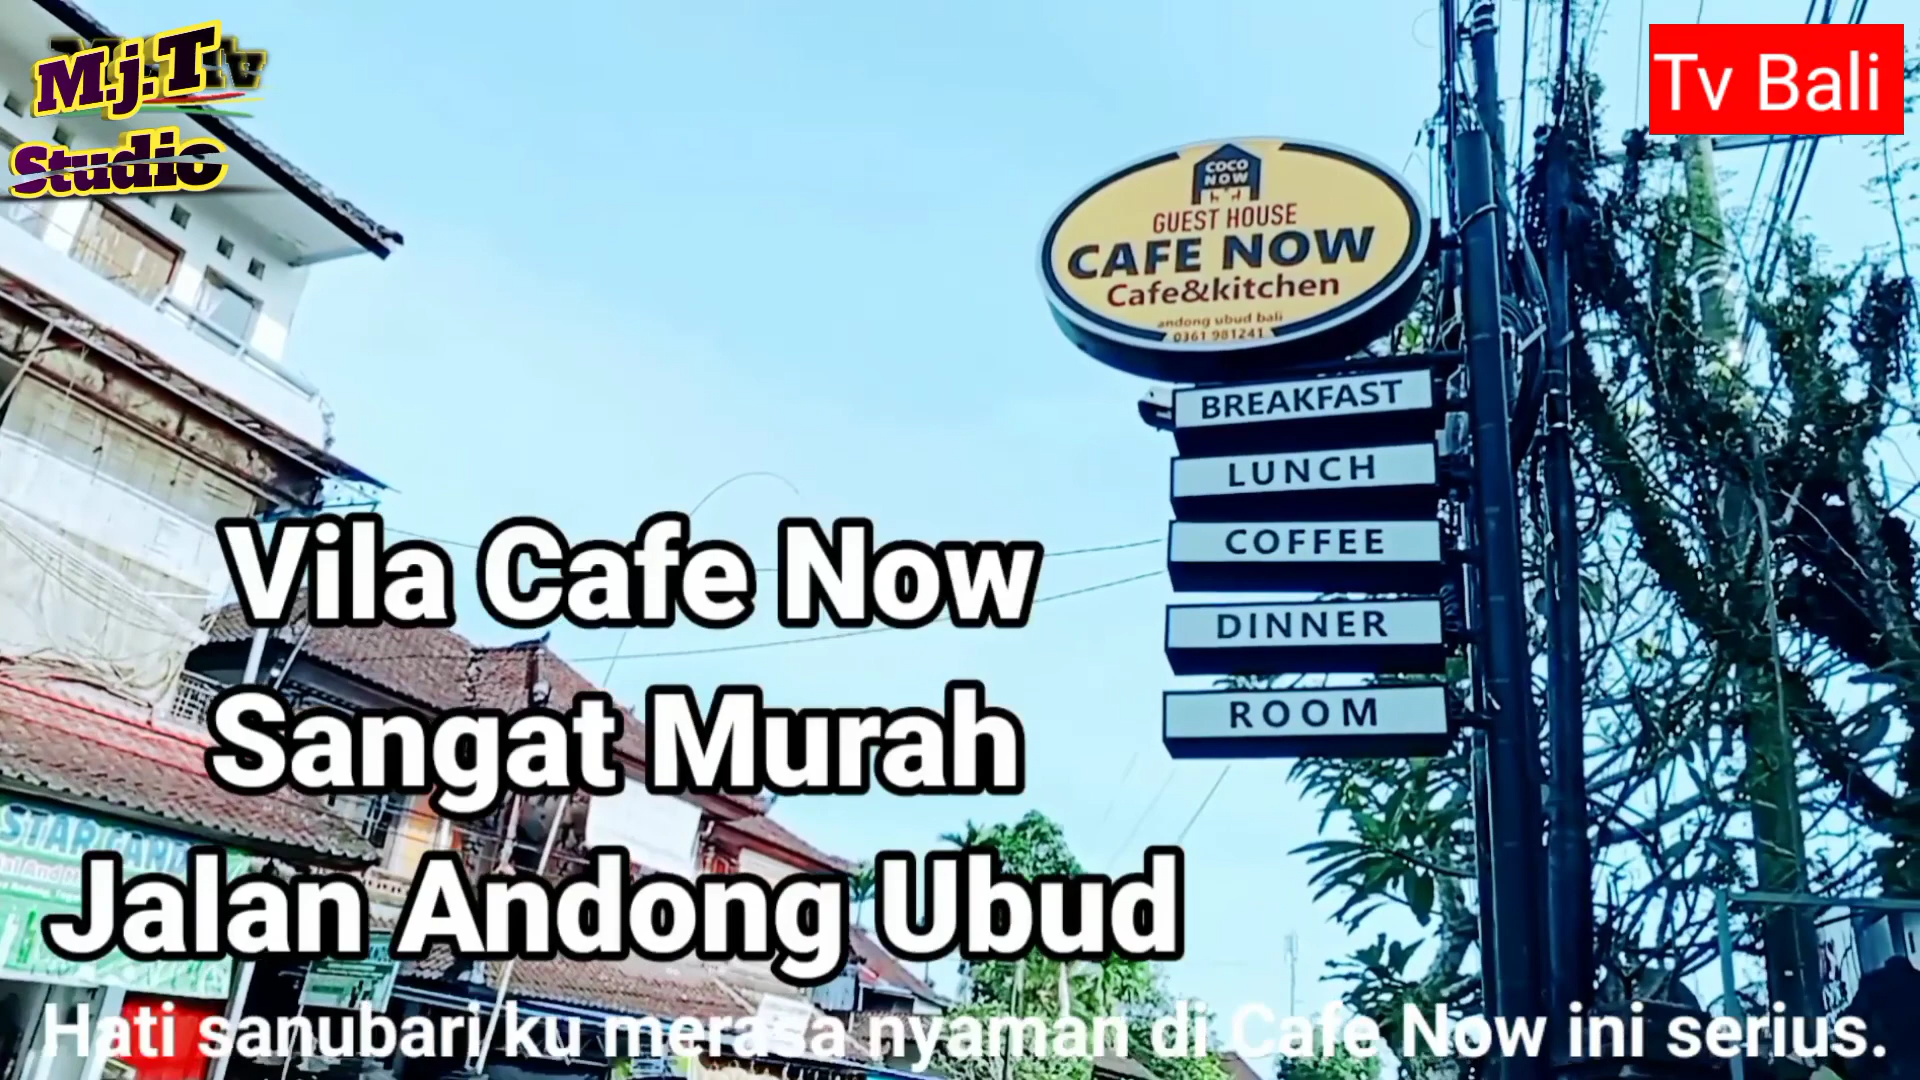 M.j.Tv
Studio
Tv Bali
COCO
NOW
GUEST HOUSE
CAFE NOW
Cafe&kitchen
andong ubud bali
0361 981241
BREAKFAST
LUNCH
COFFEE
DINNER
ROOM
Vila Cafe Now
Sangat Murah
Jalan Andong Ubud
STAR
Hati sanubari ku merasa nyaman di Cafe Now ini serius.